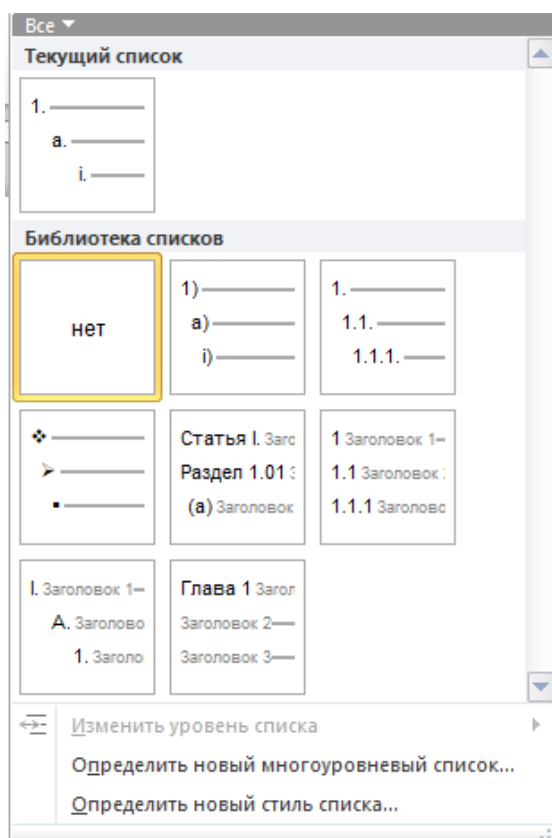 Все
Текущий список
1.
a.
i.
Библиотека списков
нет
1)
a)
i)
1.
1.1.
1.1.1.
Статья I. Заго
Раздел 1.01 З
(a) Заголовок
1 Заголовок 1
1.1 Заголовок
1.1.1 Заголово
I. Заголовок 1
A. Заголово
1. Заголо
Глава 1 Загол
Заголовок 2
Заголовок 3
Изменить уровень списка
Определить новый многоуровневый список...
Определить новый стиль списка...